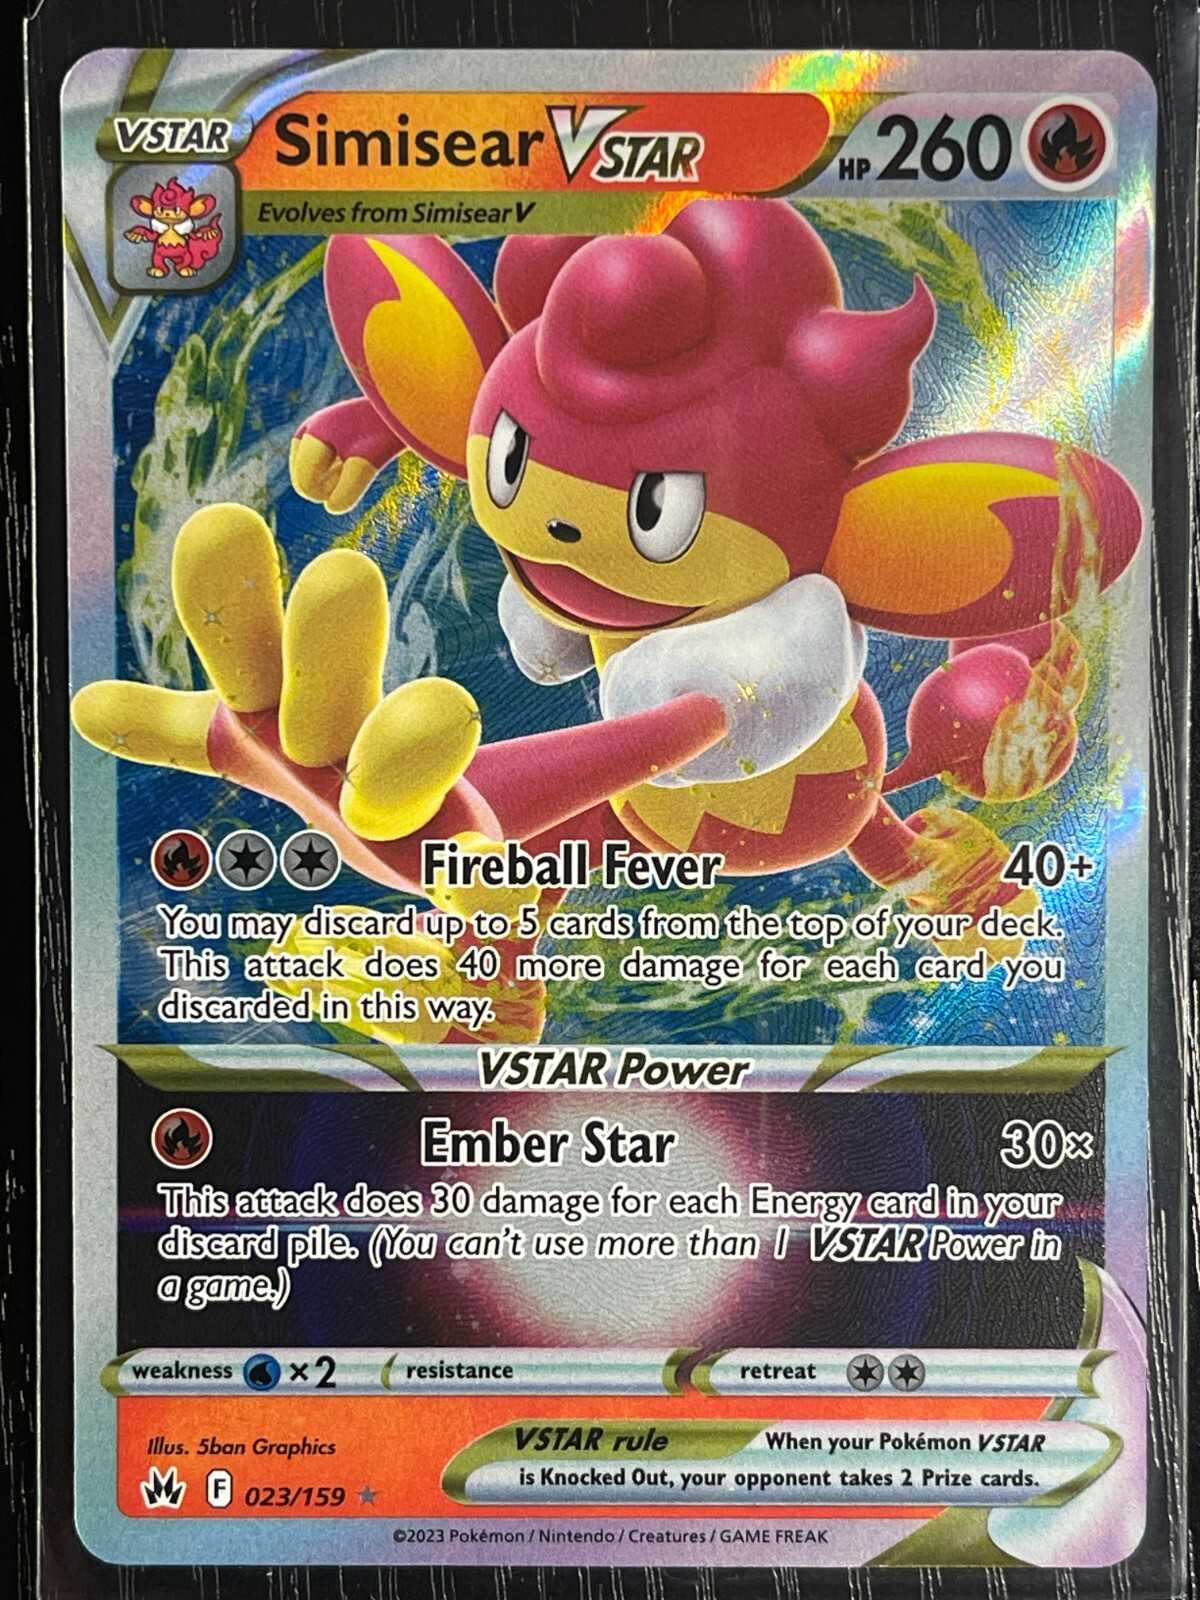 VSTAR
Simisear VSTAR
HP 260
Evolves from Simisear V
Fireball Fever 40+
You may discard up to 5 cards from the top of your deck.
This attack does 40 more damage for each card you
discarded in this way.
VSTAR Power
Ember Star 30×
This attack does 30 damage for each Energy card in your
discard pile. (You can't use more than 1 VSTAR Power in
a game.)
weakness ×2 resistance retreat
Illus. 5ban Graphics
F 023/159 ★
VSTAR rule When your Pokémon VSTAR
is Knocked Out, your opponent takes 2 Prize cards.
©2023 Pokémon / Nintendo / Creatures / GAME FREAK